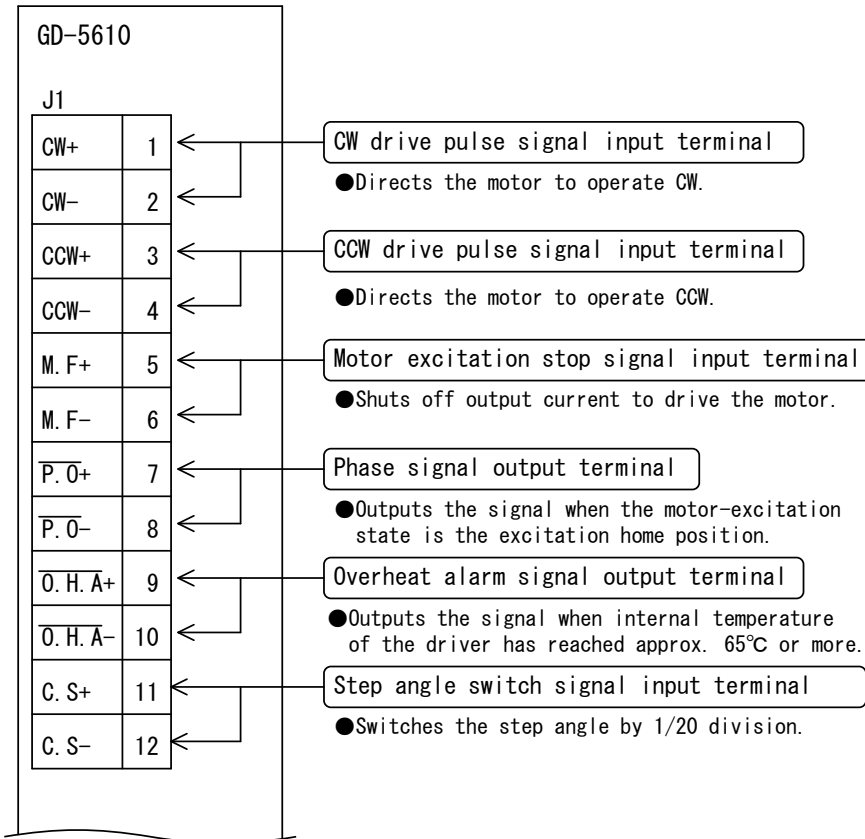 GD-5610
J1
CW+ 1 CW drive pulse signal input terminal
●Directs the motor to operate CW.
CW− 2
CCW+ 3 CCW drive pulse signal input terminal
●Directs the motor to operate CCW.
CCW− 4
M.F+ 5 Motor excitation stop signal input terminal
●Shuts off output current to drive the motor.
M.F− 6
P.O+ 7 Phase signal output terminal
●Outputs the signal when the motor-excitation
state is the excitation home position.
P.O− 8
O.H.A+ 9 Overheat alarm signal output terminal
●Outputs the signal when internal temperature
of the driver has reached approx. 65℃ or more.
O.H.A− 10
C.S+ 11 Step angle switch signal input terminal
●Switches the step angle by 1/20 division.
C.S− 12